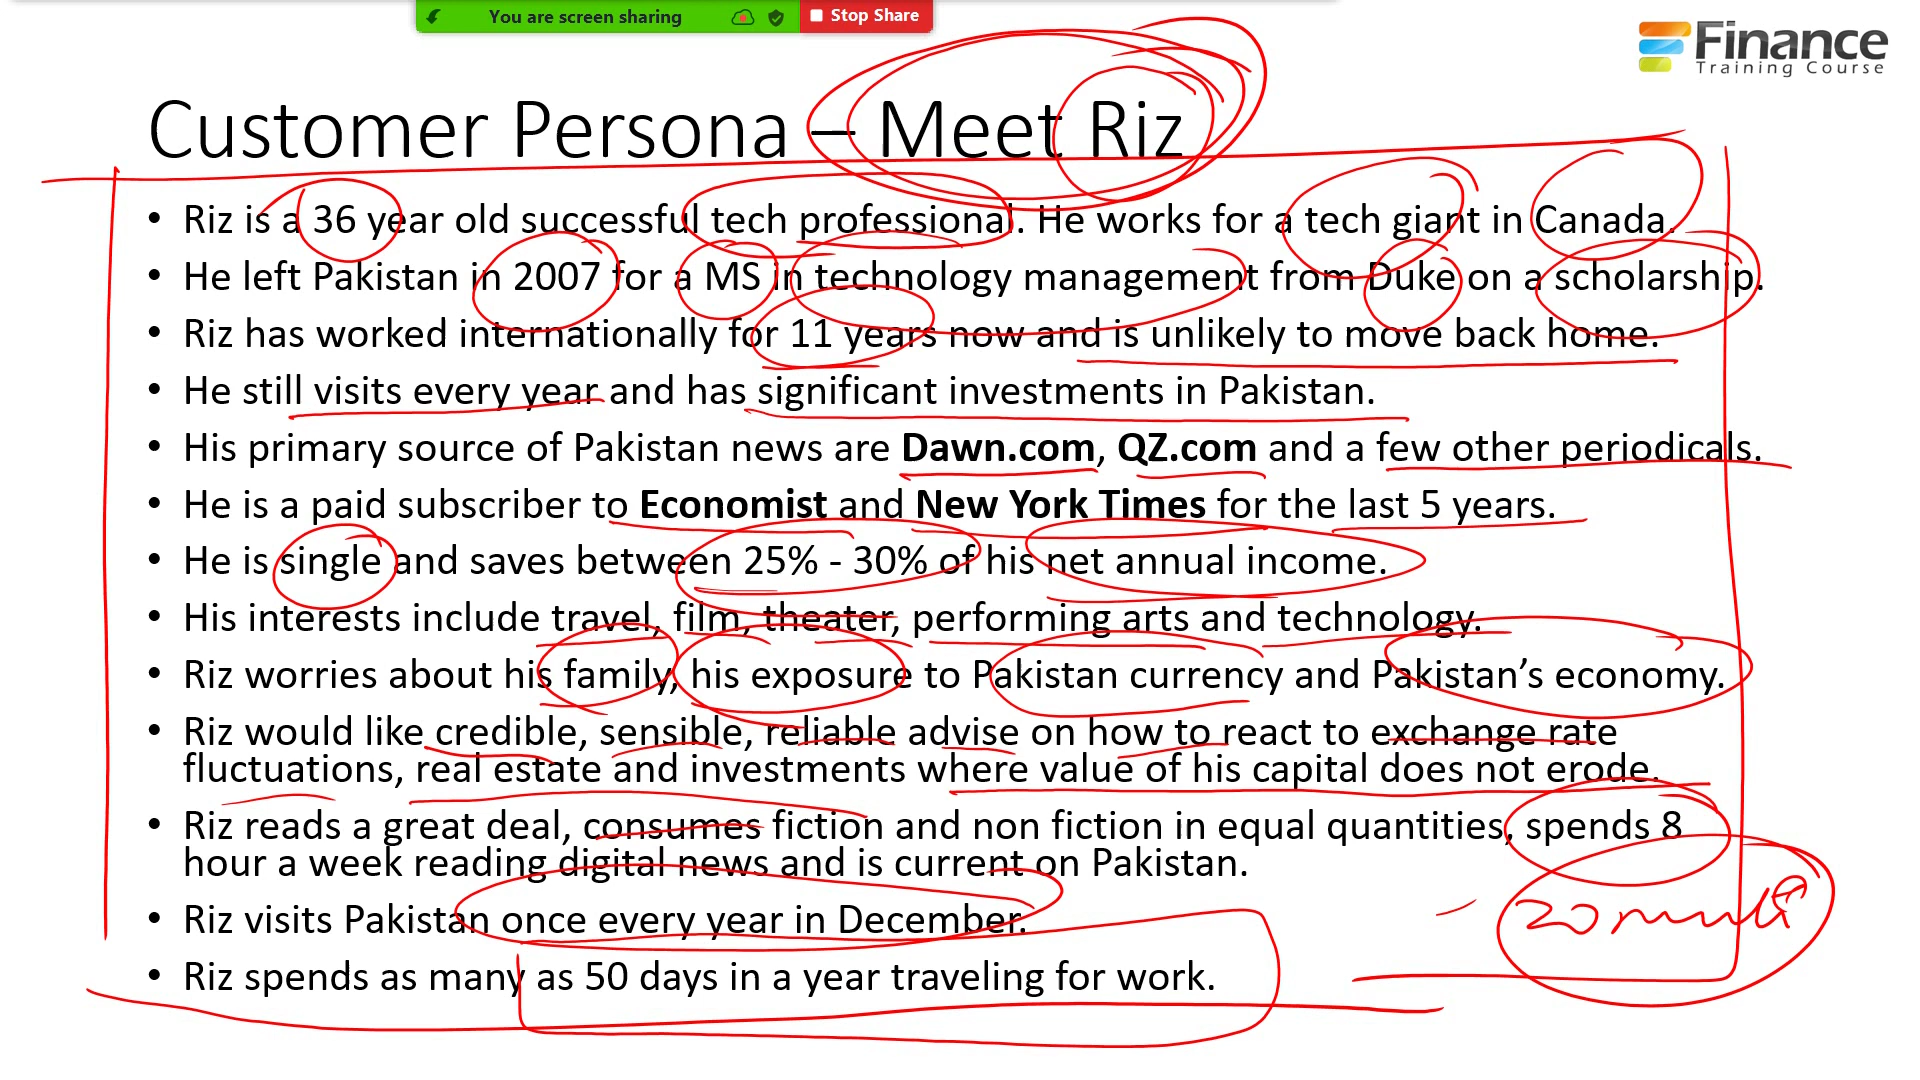 You are screen sharing
Stop Share
Finance
Training Course
Customer Persona – Meet Riz
• Riz is a 36 year old successful tech professional. He works for a tech giant in Canada.
• He left Pakistan in 2007 for a MS in technology management from Duke on a scholarship.
• Riz has worked internationally for 11 years now and is unlikely to move back home.
• He still visits every year and has significant investments in Pakistan.
• His primary source of Pakistan news are Dawn.com, QZ.com and a few other periodicals.
• He is a paid subscriber to Economist and New York Times for the last 5 years.
• He is single and saves between 25% - 30% of his net annual income.
• His interests include travel, film, theater, performing arts and technology.
• Riz worries about his family, his exposure to Pakistan currency and Pakistan’s economy.
• Riz would like credible, sensible, reliable advise on how to react to exchange rate
fluctuations, real estate and investments where value of his capital does not erode.
• Riz reads a great deal, consumes fiction and non fiction in equal quantities, spends 8
hour a week reading digital news and is current on Pakistan.
20
• Riz visits Pakistan once every year in December.
• Riz spends as many as 50 days in a year traveling for work.